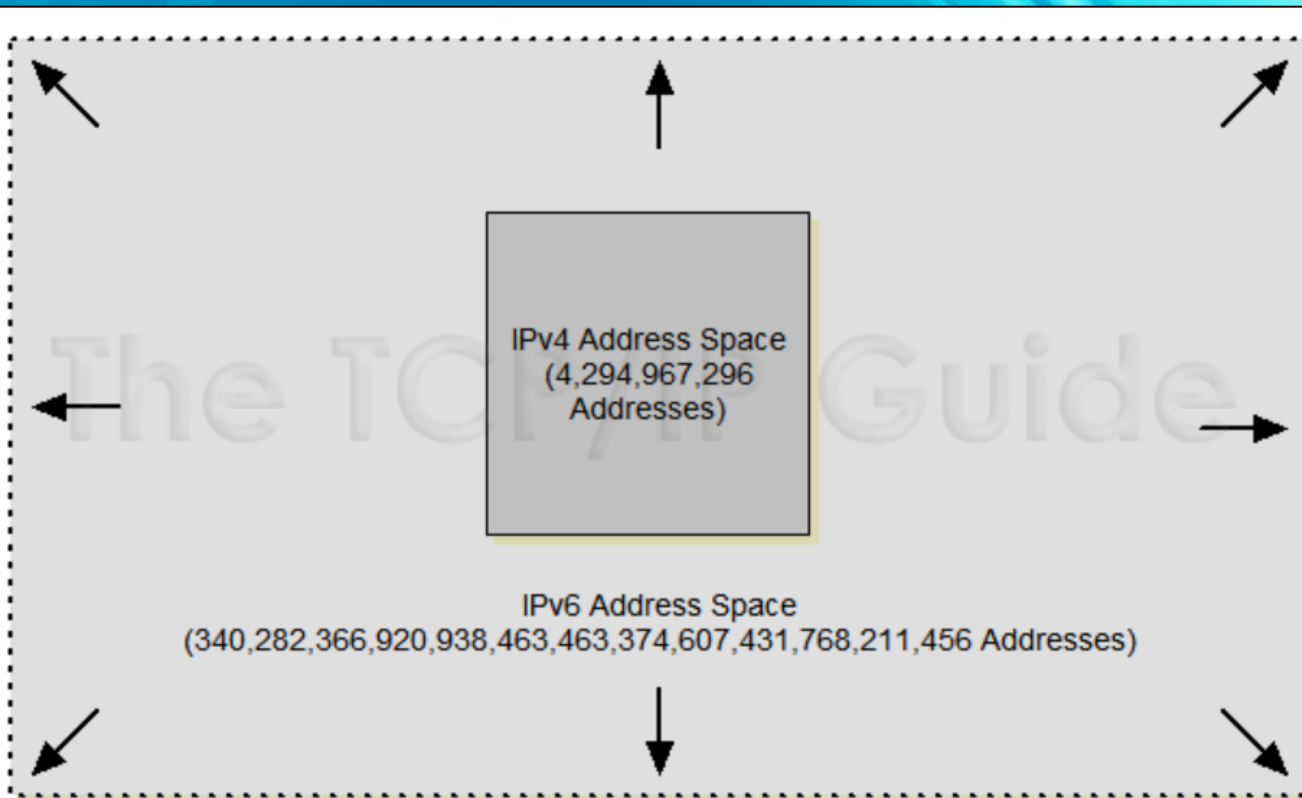 IPv4 Address Space
(4,294,967,296
Addresses)
The TCP/IP Guide
IPv6 Address Space
(340,282,366,920,938,463,463,374,607,431,768,211,456 Addresses)